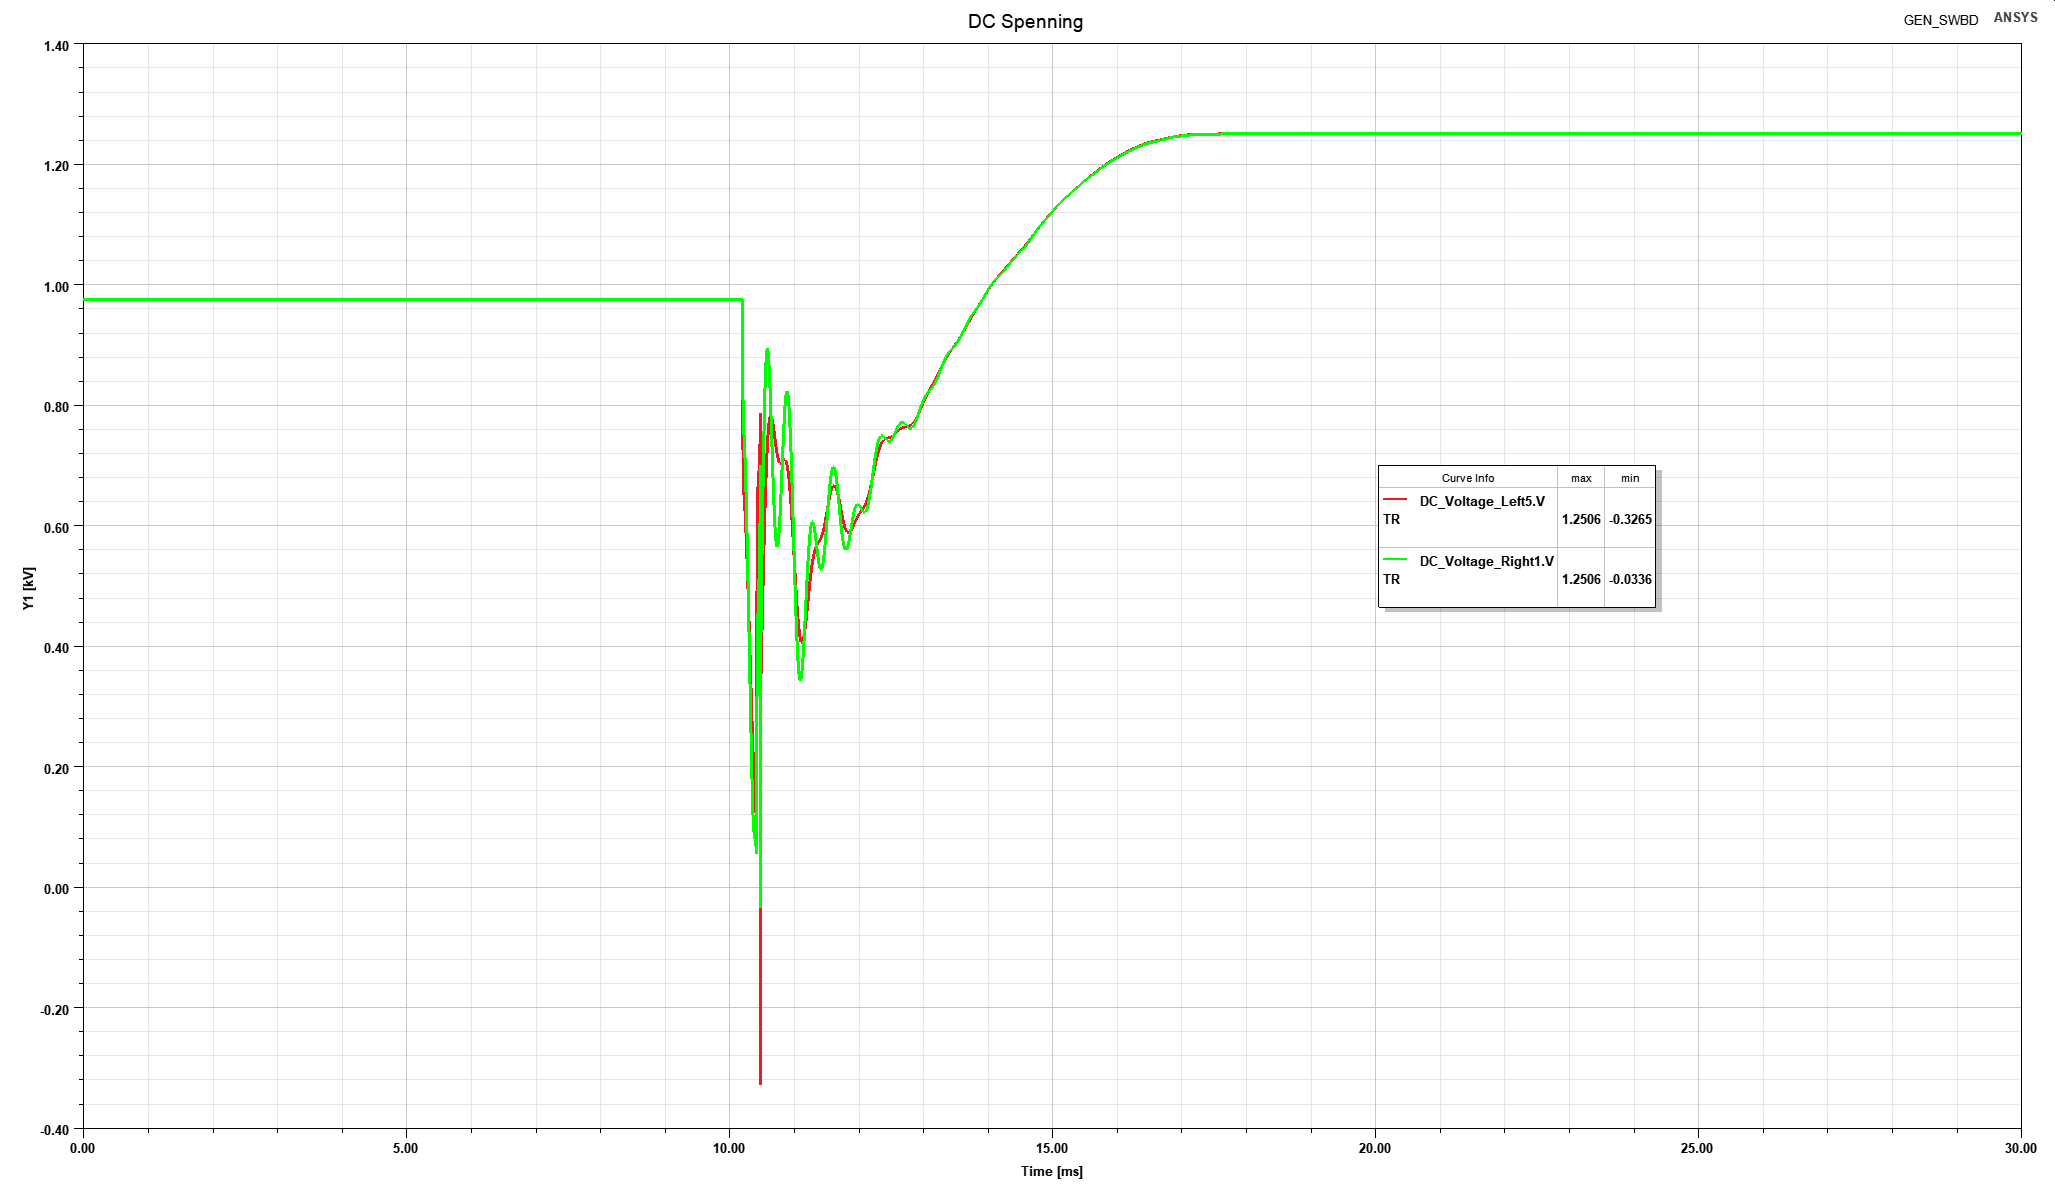 DC Spenning
GEN_SWBD ANSYS
1.40
1.20
1.00
0.80
0.60
0.40
0.20
0.00
-0.20
-0.40
Y1 [kV]
Curve Info max min
DC_Voltage_Left5.V
TR 1.2506 -0.3265
DC_Voltage_Right1.V
TR 1.2506 -0.0336
0.00 5.00 10.00 15.00 20.00 25.00 30.00
Time [ms]